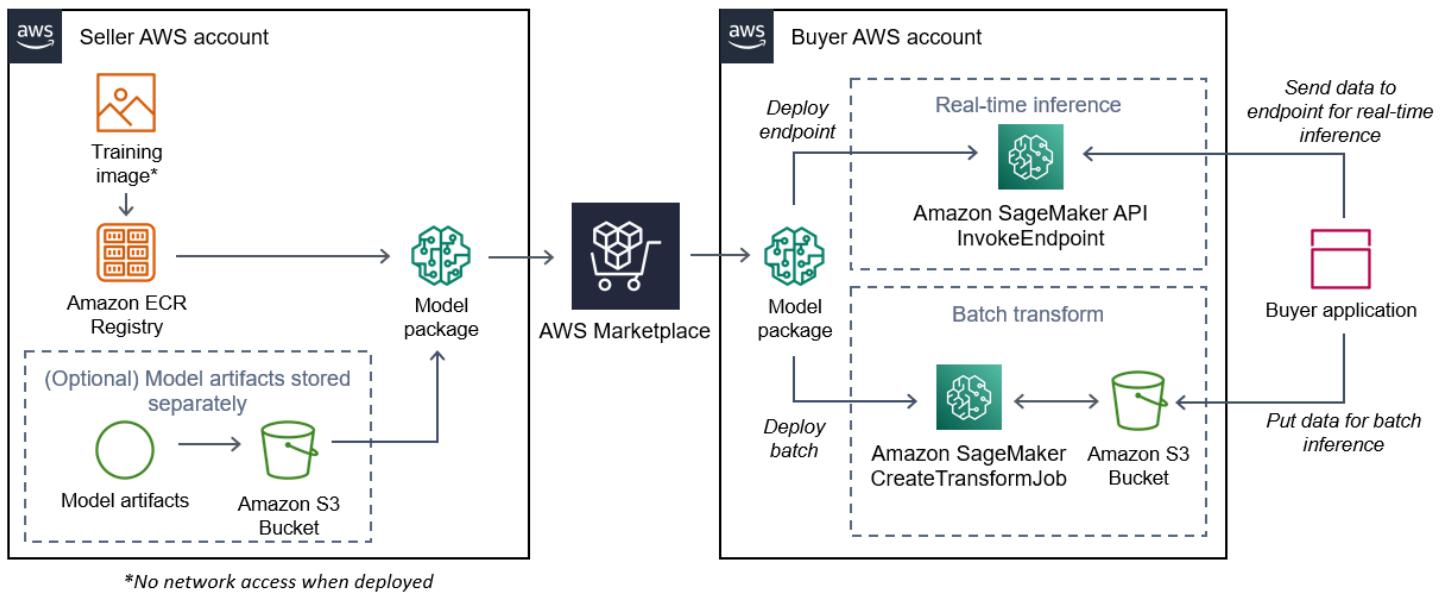 aws
Seller AWS account
Training
image*
Amazon ECR
Registry
(Optional) Model artifacts stored
separately
Model artifacts
Amazon S3
Bucket
Model
package
*No network access when deployed
AWS Marketplace
aws
Buyer AWS account
Model
package
Deploy
endpoint
Real-time inference
Amazon SageMaker API
InvokeEndpoint
Deploy
batch
Batch transform
Amazon SageMaker
CreateTransformJob
Amazon S3
Bucket
Send data to
endpoint for real-time
inference
Buyer application
Put data for batch
inference